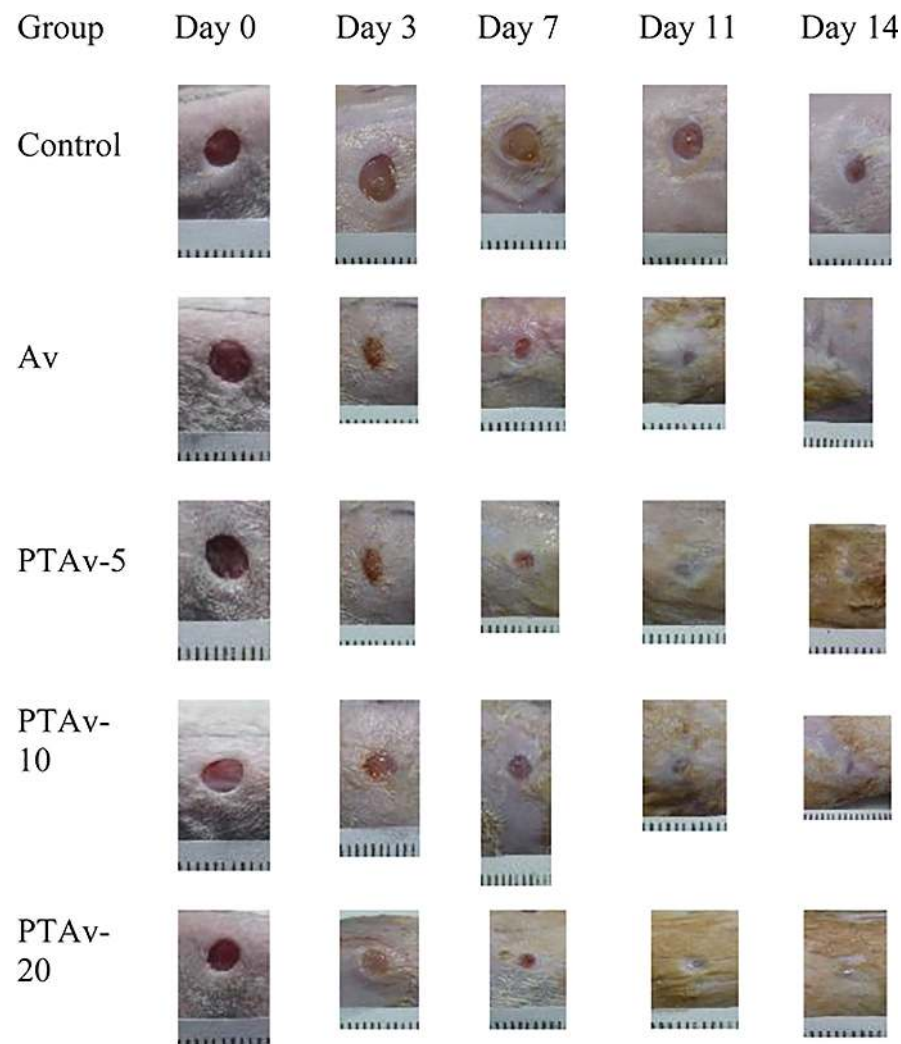 Group Day 0 Day 3 Day 7 Day 11 Day 14
Control
Av
PTAv-5
PTAv-
10
PTAv-
20